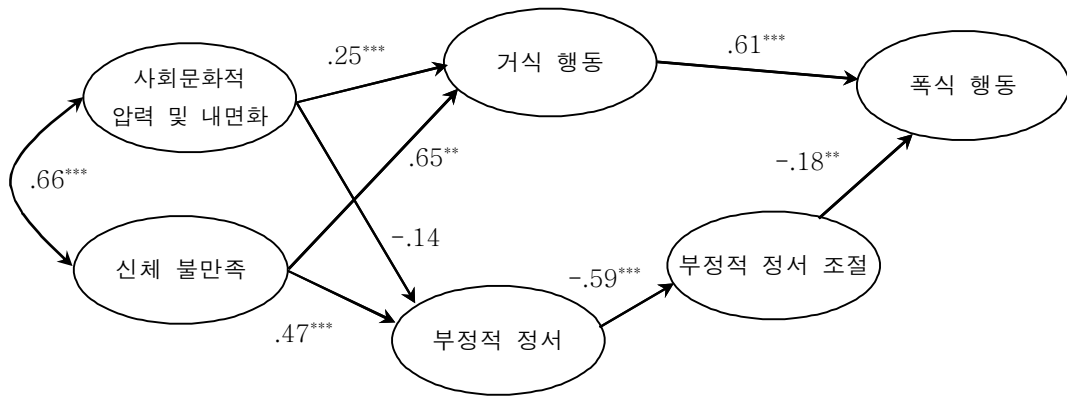 사회문화적
압력 및 내면화
.25***
거식 행동
.61***
폭식 행동
.66***
.65**
-.18**
신체 불만족
-.14
.47***
부정적 정서
-.59***
부정적 정서 조절